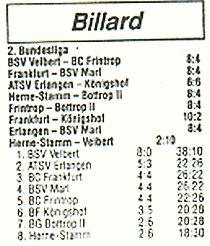 Billard
2. Bundesliga
BSV Velbert – BC Frintrop 8:4
Frankfurt – BSV Marl 8:4
ATSV Erlangen – Königshof 6:6
Herne-Stamm – Bottrop II 8:4
Frintrop – Bottrop II 8:4
Frankfurt – Königshof 10:2
Erlangen – BSV Marl 8:4
Herne-Stamm – Velbert 2:10
1. BSV Velbert 8:0 38:10
2. ATSV Erlangen 5:3 22:26
3. BC Frankfurt 4:4 26:22
4. BSV Marl 4:4 26:22
5. BC Frintrop 4:4 22:26
6. BF Königshof 3:5 20:28
7. BG Bottrop II 2:6 20:28
8. Herne-Stamm 2:6 18:30